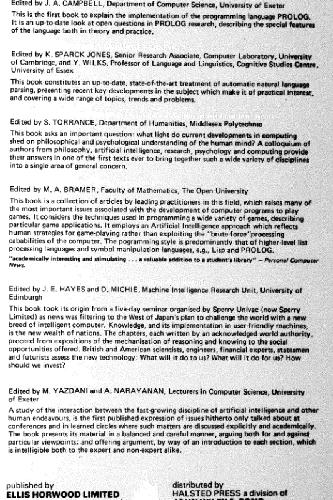 Edited by J. A. CAMPBELL, Department of Computer Science, University of Exeter
This is the first book to explain the implementation of the programming language PROLOG.
It is an up to date look at open questions in PROLOG research, describing the special features
of the language both in theory and practice.
Edited by K. SPARCK JONES, Senior Research Associate, Computer Laboratory, University
of Cambridge, and Y. WILKS, Professor of Language and Linguistics, Cognitive Studies Centre,
University of Essex
This book constitutes an up-to-date, state-of-the-art treatment of automatic natural language
parsing, presenting recent key developments in the subject which make it of practical interest,
and covering a wide range of topics, trends and problems.
Edited by S. TORRANCE, Department of Humanities, Middlesex Polytechnic
This book asks an important question: what light do current developments in computing
shed on philosophical and psychological understanding of the human mind? A colloquium of
authors from philosophy, artificial intelligence, research, psychology and computing provide
their answers in one of the first texts ever to bring together such a wide variety of disciplines
into a single area of general concern.
Edited by M. A. BRAMER, Faculty of Mathematics, The Open University
This book is a collection of articles by leading practitioners in this field, which raises many of
the most important issues associated with the development of computer programs to play
games. It considers the techniques used in programming a wide variety of games, describing
particular game applications. It employs an Artificial Intelligence approach which reflects
human strategies for game-playing rather than exploiting the "brute-force" processing
capabilities of the computer. The programming style is predominantly that of higher-level list
processing languages and symbol manipulation languages, e.g., Lisp and PROLOG.
"academically interesting and stimulating . . . a valuable addition to a student's library" – Personal Computer
News.
Edited by J. E. HAYES and D. MICHIE, Machine Intelligence Research Unit, University of
Edinburgh
This book took its origin from a five-day seminar organised by Sperry Univac (now Sperry
Limited) as news was filtering to the West of Japan's plan to challenge the world with a new
breed of intelligent computer. Knowledge, and its implementation in user-friendly machines,
is the new wealth of nations. The chapters, each written by an acknowledged world authority,
proceed from expositions of the mechanisation of reasoning and knowing to the social
opportunities offered. British and American scientists, engineers, financial experts, statesmen
and futurists assess the new technology: What will it do to us? What will it do for us? How
should we invest?
Edited by M. YAZDANI and A. NARAYANAN, Lecturers in Computer Science, University
of Exeter
A study of the interaction between the fast-growing discipline of artificial intelligence and other
human endeavours, is the first published expression of issues hitherto only talked about at
conferences and in learned circles where such matters are discussed explicitly and academically.
The book presents its material in a balanced and careful manner, arguing both for and against
particular viewpoints; and offering argument, by way of an introduction to each section, which
is intelligible both to the expert and non-expert alike.
published by
ELLIS HORWOOD LIMITED
distributed by
HALSTED PRESS a division of